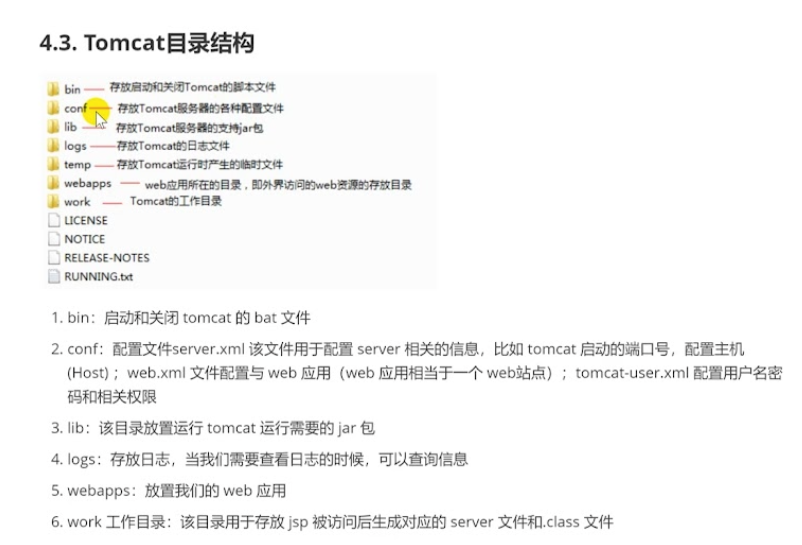 4.3. Tomcat目录结构
bin 存放启动和关闭Tomcat的脚本文件
conf 存放Tomcat服务器的各种配置文件
lib 存放Tomcat服务器的支持jar包
logs 存放Tomcat的日志文件
temp 存放Tomcat运行时产生的临时文件
webapps web应用所在的目录，即外界访问的web资源的存放目录
work Tomcat的工作目录
LICENSE
NOTICE
RELEASE-NOTES
RUNNING.txt
1. bin：启动和关闭 tomcat 的 bat 文件
2. conf：配置文件server.xml 该文件用于配置 server 相关的信息，比如 tomcat 启动的端口号，配置主机
(Host)；web.xml 文件配置与 web 应用（web 应用相当于一个 web站点）；tomcat-user.xml 配置用户名密
码和相关权限
3. lib：该目录放置运行 tomcat 运行需要的 jar 包
4. logs：存放日志，当我们需要查看日志的时候，可以查询信息
5. webapps：放置我们的 web 应用
6. work 工作目录：该目录用于存放 jsp 被访问后生成对应的 server 文件和.class 文件